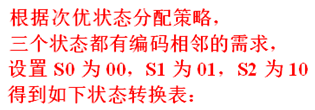 根据次优状态分配策略，
三个状态都有编码相邻的需求，
设置 S0 为 00，S1 为 01，S2 为 10
得到如下状态转换表：